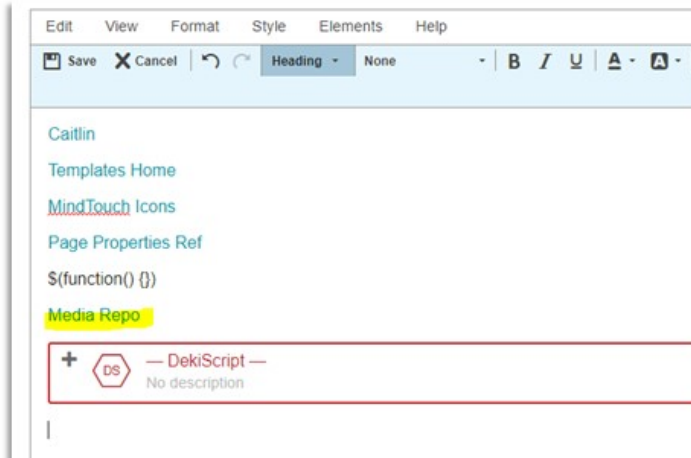 Edit View Format Style Elements Help
Save Cancel Heading None B I U A A
Caitlin
Templates Home
MindTouch Icons
Page Properties Ref
$(function() {})
Media Repo
DS — DekiScript —
No description